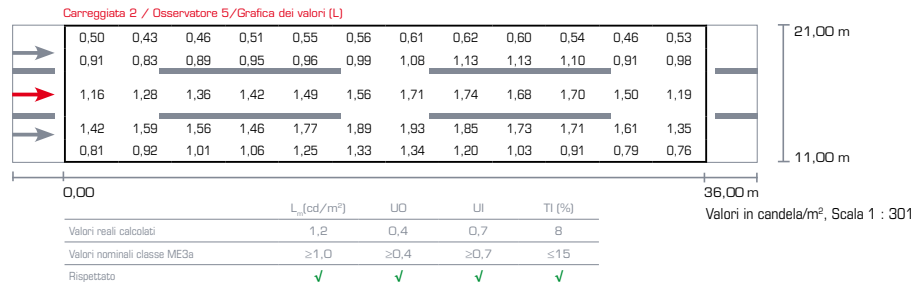 Carreggiata 2 / Osservatore 5/Grafica dei valori (L)
0,50 0,43 0,46 0,51 0,55 0,56 0,61 0,62 0,60 0,54 0,46 0,53
21,00 m
0,91 0,83 0,89 0,95 0,96 0,99 1,08 1,13 1,13 1,10 0,91 0,98
1,16 1,28 1,36 1,42 1,49 1,56 1,71 1,74 1,68 1,70 1,50 1,19
1,42 1,59 1,56 1,46 1,77 1,89 1,93 1,85 1,73 1,71 1,61 1,35
0,81 0,92 1,01 1,06 1,25 1,33 1,34 1,20 1,03 0,91 0,79 0,76
11,00 m
0,00 36,00 m
Valori in candela/m², Scala 1 : 301
Lm(cd/m²) UO UI TI (%)
Valori reali calcolati 1,2 0,4 0,7 8
Valori nominali classe ME3a ≥1,0 ≥0,4 ≥0,7 ≤15
Rispettato √ √ √ √